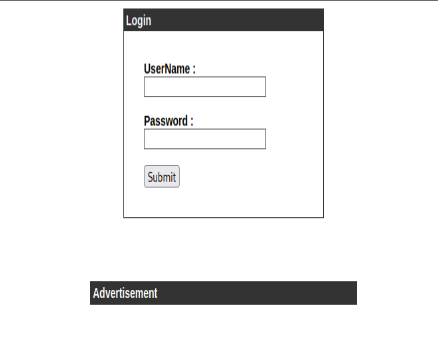 Login
UserName :
Password :
Submit
Advertisement